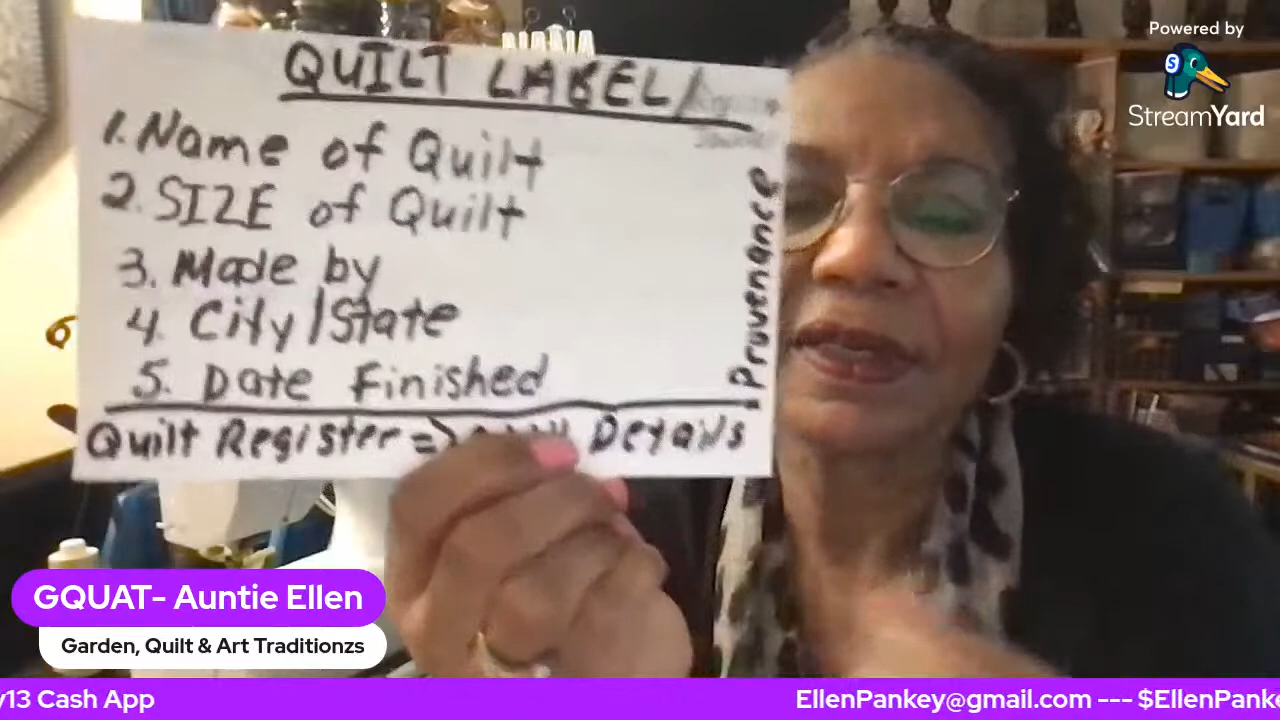 QUILT LABEL/
1. Name of Quilt
2. SIZE of Quilt
3. Made by
4. City/State
5. Date Finished
Provenance
Quilt Register => Details
Powered by
StreamYard
GQUAT- Auntie Ellen
Garden, Quilt & Art Traditionzs
y13 Cash App
EllenPankey@gmail.com --- $EllenPanke